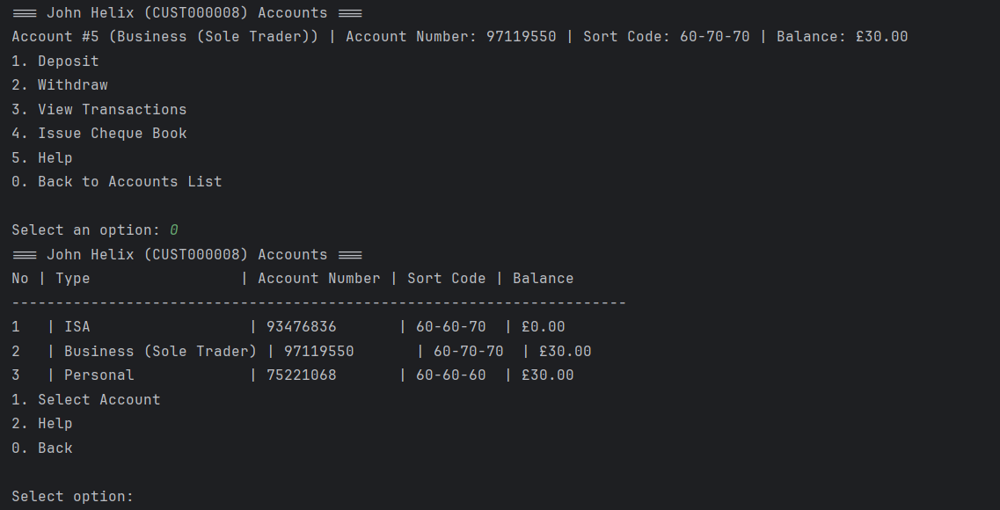 === John Helix (CUST000008) Accounts ===
Account #5 (Business (Sole Trader)) | Account Number: 97119550 | Sort Code: 60-70-70 | Balance: £30.00
1. Deposit
2. Withdraw
3. View Transactions
4. Issue Cheque Book
5. Help
0. Back to Accounts List

Select an option: 0
=== John Helix (CUST000008) Accounts ===
No | Type                 | Account Number | Sort Code | Balance
----------------------------------------------------------------------
1   | ISA                  | 93476836       | 60-60-70  | £0.00
2   | Business (Sole Trader) | 97119550       | 60-70-70  | £30.00
3   | Personal             | 75221068       | 60-60-60  | £30.00
1. Select Account
2. Help
0. Back

Select option: